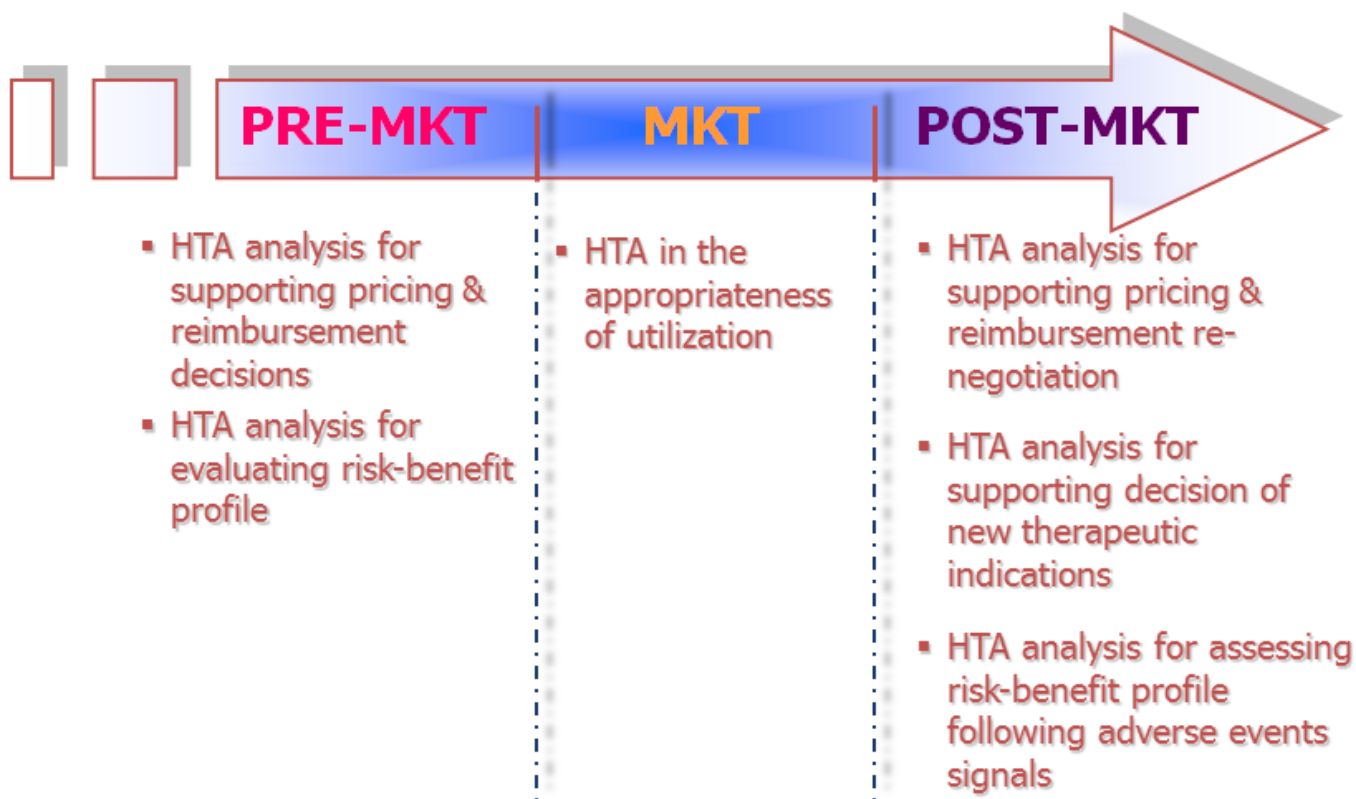 PRE-MKT
MKT
POST-MKT
▪ HTA analysis for
supporting pricing &
reimbursement
decisions
▪ HTA analysis for
evaluating risk-benefit
profile
▪ HTA in the
appropriateness
of utilization
▪ HTA analysis for
supporting pricing &
reimbursement re-
negotiation
▪ HTA analysis for
supporting decision of
new therapeutic
indications
▪ HTA analysis for assessing
risk-benefit profile
following adverse events
signals